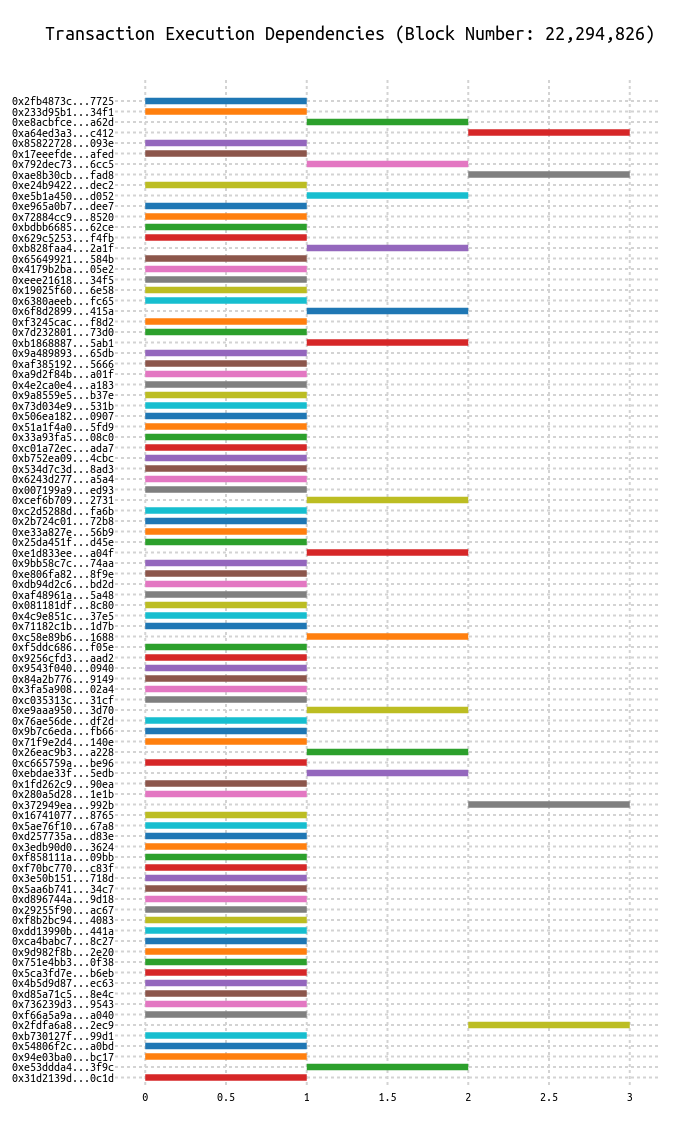 Transaction Execution Dependencies (Block Number: 22,294,826)
0x2fb4873c...7725
0x233d95b1...34f1
0xe8acbfce...a62d
0xa64ed3a3...c412
0x85822728...093e
0x17eeefde...afed
0x792dec73...6cc5
0xae8b30cb...fad8
0xe24b9422...dec2
0xe5b1a450...d052
0xe965a0b7...dee7
0x72884cc9...8520
0xbdbb6685...62ce
0x629c5253...f4fb
0xb828faa4...2a1f
0x65649921...584b
0x4179b2ba...05e2
0xeee21618...34f5
0x19025f60...6e58
0x6380aeeb...fc65
0x6f8d2899...415a
0xf3245cac...f8d2
0x7d232801...73d0
0xb1868887...5ab1
0x9a489893...65db
0xaf385192...5666
0xa9d2f84b...a01f
0x4e2ca0e4...a183
0x9a8559e5...b37e
0x73d034e9...531b
0x506ea182...0907
0x51a1f4a0...5fd9
0x33a93fa5...08c0
0xc01a72ec...ada7
0xb752ea09...4cbc
0x534d7c3d...8ad3
0x6243d277...a5a4
0x007199a9...ed93
0xcef6b709...2731
0xc2d5288d...fa6b
0x2b724c01...72b8
0xe33a827e...56b9
0x25da451f...d45e
0xe1d833ee...a04f
0x9bb58c7c...74aa
0xe806fa82...8f9e
0xdb94d2c6...bd2d
0xaf48961a...5a48
0x081181df...8c80
0x4c9e851c...37e5
0x71182c1b...1d7b
0xc58e89b6...1688
0xf5ddc686...f05e
0x9256cfd3...aad2
0x9543f040...0940
0x84a2b776...9149
0x3fa5a908...02a4
0xc035313c...31cf
0xe9aaa950...3d70
0x76ae56de...df2d
0x9b7c6eda...fb66
0x71f9e2d4...140e
0x26eac9b3...a228
0xc665759a...be96
0xebdae33f...5edb
0x1fd262c9...90ea
0x280a5d28...1e1b
0x372949ea...992b
0x16741077...8765
0x5ae76f10...67a8
0xd257735a...d83e
0x3edb90d0...3624
0xf858111a...09bb
0xf70bc770...c83f
0x3e50b151...718d
0x5aa6b741...34c7
0xd896744a...9d18
0x29255f90...ac67
0xf8b2bc94...4083
0xdd13990b...441a
0xca4babc7...8c27
0x9d982f8b...2e20
0x751e4bb3...0f38
0x5ca3fd7e...b6eb
0x4b5d9d87...ec63
0xd85a71c5...8e4c
0x736239d3...9543
0xf66a5a9a...a040
0x2fdfa6a8...2ec9
0xb730127f...99d1
0x54806f2c...a0bd
0x94e03ba0...bc17
0xe53ddda4...3f9c
0x31d2139d...0c1d
0 0.5 1 1.5 2 2.5 3